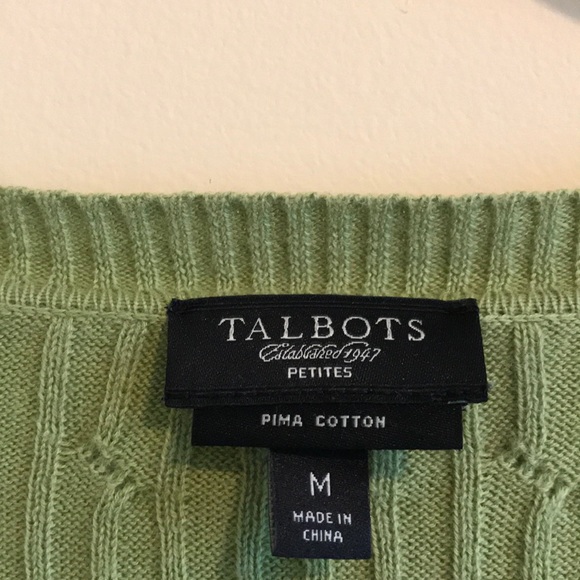 TALBOTS
Established 1947
PETITES
PIMA COTTON
M
MADE IN
CHINA